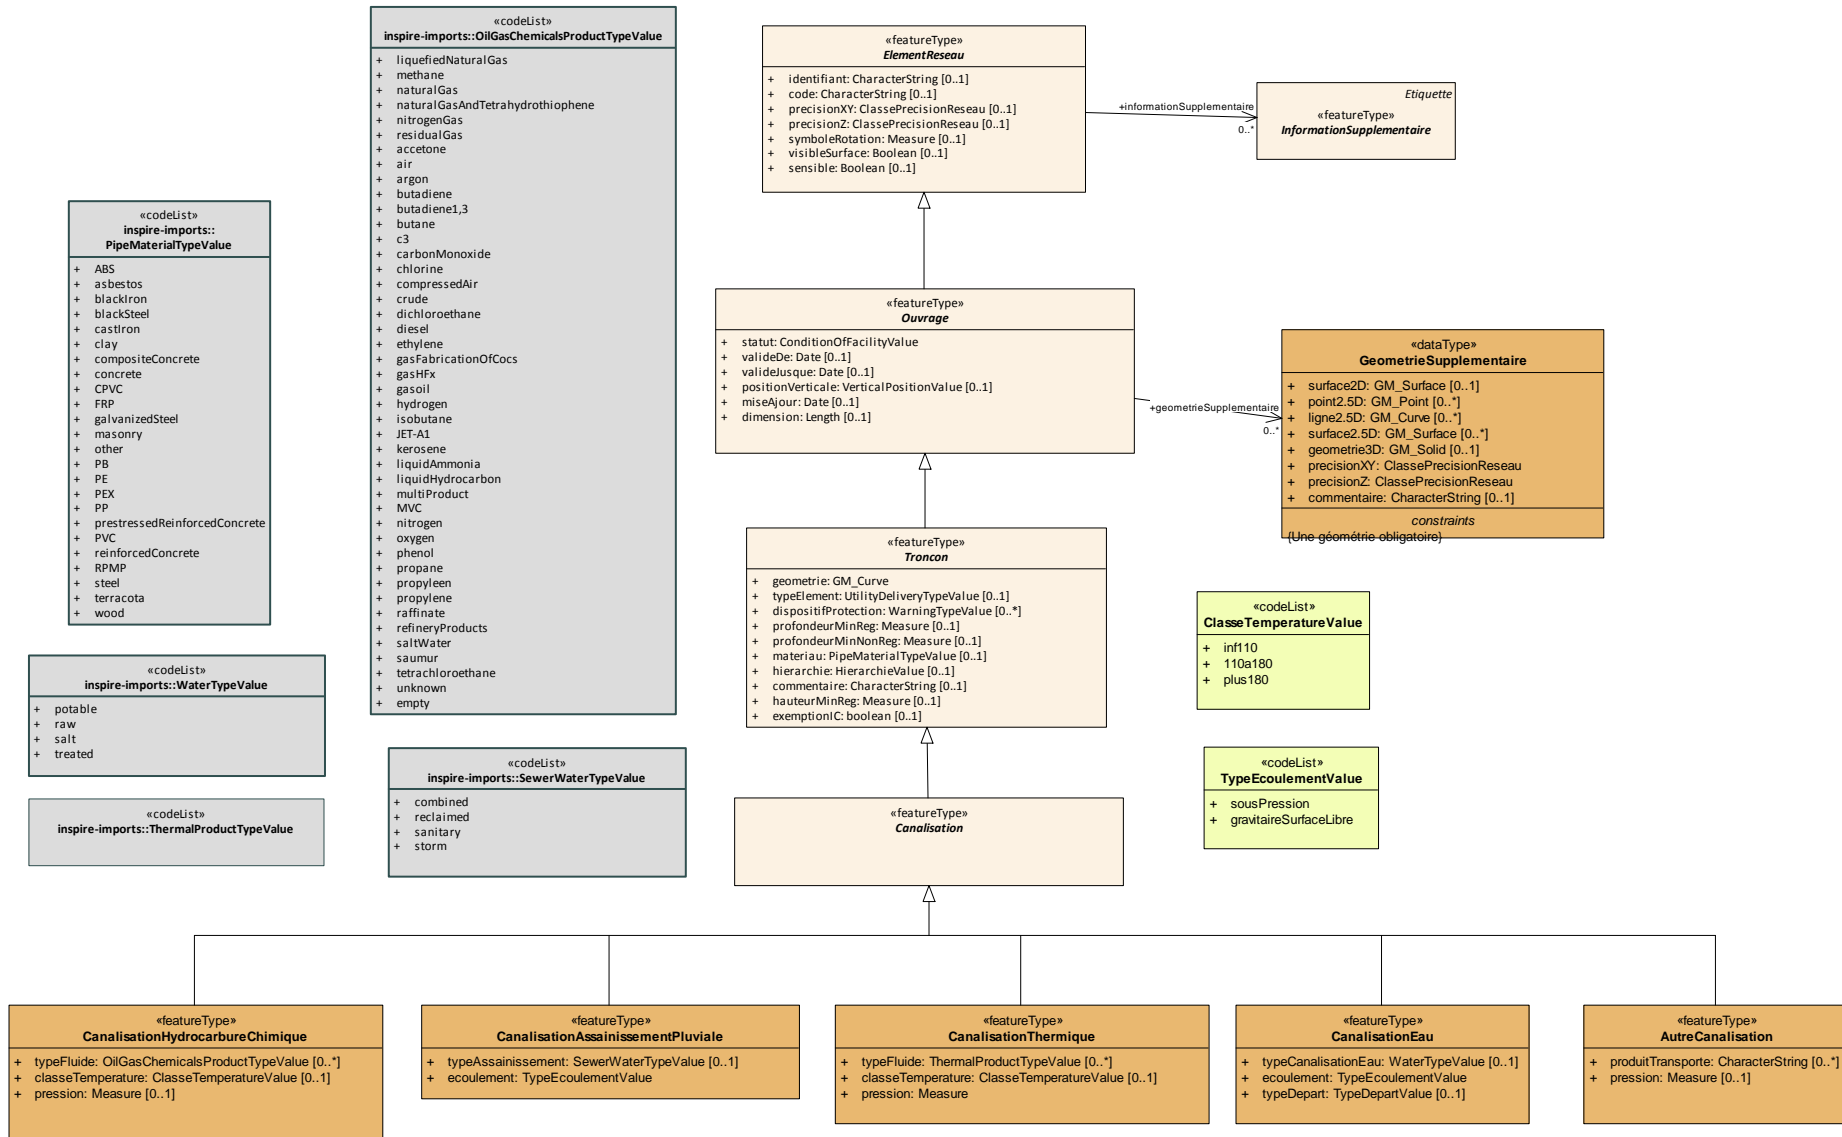 «codeList»
inspire-imports::OilGasChemicalsProductTypeValue
+ liquefiedNaturalGas
+ methane
+ naturalGas
+ naturalGasAndTetrahydrothiophene
+ nitrogenGas
+ residualGas
+ accetone
+ air
+ argon
+ butadiene
+ butadiene1,3
+ butane
+ c3
+ carbonMonoxide
+ chlorine
+ compressedAir
+ crude
+ dichloroethane
+ diesel
+ ethylene
+ gasFabricationOfCocs
+ gasHFx
+ gasoil
+ hydrogen
+ isobutane
+ JET-A1
+ kerosene
+ liquidAmmonia
+ liquidHydrocarbon
+ multiProduct
+ MVC
+ nitrogen
+ oxygen
+ phenol
+ propane
+ propyleen
+ propylene
+ raffinate
+ refineryProducts
+ saltWater
+ saumur
+ tetrachloroethane
+ unknown
+ empty
«featureType»
ElementReseau
+ identifiant: CharacterString [0..1]
+ code: CharacterString [0..1]
+ precisionXY: ClassePrecisionReseau [0..1]
+ precisionZ: ClassePrecisionReseau [0..1]
+ symboleRotation: Measure [0..1]
+ visibleSurface: Boolean [0..1]
+ sensible: Boolean [0..1]
+informationSupplementaire
0..*
Etiquette
«featureType»
InformationSupplementaire
«codeList»
inspire-imports::
PipeMaterialTypeValue
+ ABS
+ asbestos
+ blackIron
+ blackSteel
+ castIron
+ clay
+ compositeConcrete
+ concrete
+ CPVC
+ FRP
+ galvanizedSteel
+ masonry
+ other
+ PB
+ PE
+ PEX
+ PP
+ prestressedReinforcedConcrete
+ PVC
+ reinforcedConcrete
+ RPMP
+ steel
+ terracota
+ wood
«featureType»
Ouvrage
+ statut: ConditionOfFacilityValue
+ valideDe: Date [0..1]
+ valideJusque: Date [0..1]
+ positionVerticale: VerticalPositionValue [0..1]
+ miseAjour: Date [0..1]
+ dimension: Length [0..1]
+geometrieSupplementaire
0..*
«dataType»
GeometrieSupplementaire
+ surface2D: GM_Surface [0..1]
+ point2.5D: GM_Point [0..*]
+ ligne2.5D: GM_Curve [0..*]
+ surface2.5D: GM_Surface [0..*]
+ geometrie3D: GM_Solid [0..1]
+ precisionXY: ClassePrecisionReseau
+ precisionZ: ClassePrecisionReseau
+ commentaire: CharacterString [0..1]
constraints
{Une géométrie obligatoire}
«featureType»
Troncon
+ geometrie: GM_Curve
+ typeElement: UtilityDeliveryTypeValue [0..1]
+ dispositifProtection: WarningTypeValue [0..*]
+ profondeurMinReg: Measure [0..1]
+ profondeurMinNonReg: Measure [0..1]
+ materiau: PipeMaterialTypeValue [0..1]
+ hierarchie: HierarchieValue [0..1]
+ commentaire: CharacterString [0..1]
+ hauteurMinReg: Measure [0..1]
+ exemptionIC: boolean [0..1]
«codeList»
ClasseTemperatureValue
+ inf110
+ 110a180
+ plus180
«codeList»
inspire-imports::WaterTypeValue
+ potable
+ raw
+ salt
+ treated
«codeList»
inspire-imports::SewerWaterTypeValue
+ combined
+ reclaimed
+ sanitary
+ storm
«codeList»
TypeEcoulementValue
+ sousPression
+ gravitaireSurfaceLibre
«codeList»
inspire-imports::ThermalProductTypeValue
«featureType»
Canalisation
«featureType»
CanalisationHydrocarbureChimique
+ typeFluide: OilGasChemicalsProductTypeValue [0..*]
+ classeTemperature: ClasseTemperatureValue [0..1]
+ pression: Measure [0..1]
«featureType»
CanalisationAssainissementPluviale
+ typeAssainissement: SewerWaterTypeValue [0..1]
+ ecoulement: TypeEcoulementValue
«featureType»
CanalisationThermique
+ typeFluide: ThermalProductTypeValue [0..*]
+ classeTemperature: ClasseTemperatureValue [0..1]
+ pression: Measure
«featureType»
CanalisationEau
+ typeCanalisationEau: WaterTypeValue [0..1]
+ ecoulement: TypeEcoulementValue
+ typeDepart: TypeDepartValue [0..1]
«featureType»
AutreCanalisation
+ produitTransporte: CharacterString [0..*]
+ pression: Measure [0..1]